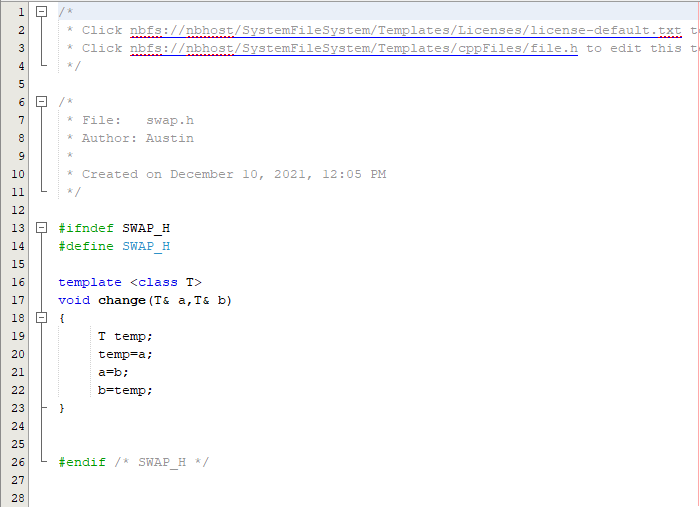 1 /*
2 * Click nbfs://nbhost/SystemFileSystem/Templates/Licenses/license-default.txt t
3 * Click nbfs://nbhost/SystemFileSystem/Templates/cppFiles/file.h to edit this t
4 */
5
6 /*
7 * File:   swap.h
8 * Author: Austin
9 *
10 * Created on December 10, 2021, 12:05 PM
11 */
12
13 #ifndef SWAP_H
14 #define SWAP_H
15
16 template <class T>
17 void change(T& a,T& b)
18 {
19 T temp;
20 temp=a;
21 a=b;
22 b=temp;
23 }
24
25
26 #endif /* SWAP_H */
27
28